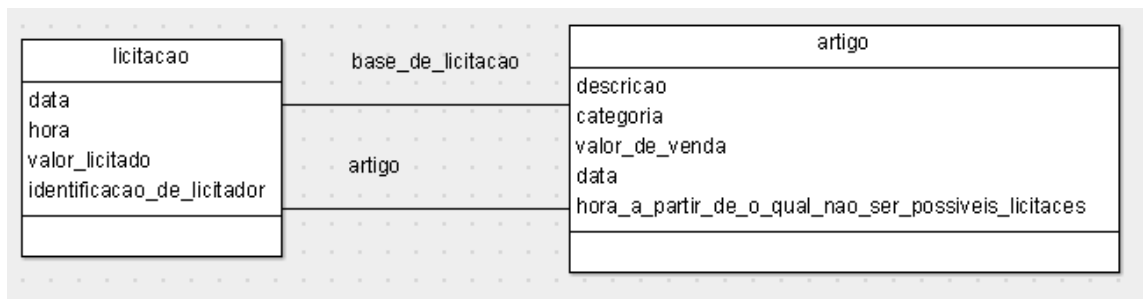 licitacao
data
hora
valor_licitado
identificacao_de_licitador
base_de_licitacao
artigo
artigo
descricao
categoria
valor_de_venda
data
hora_a_partir_de_o_qual_nao_ser_possiveis_licitaces